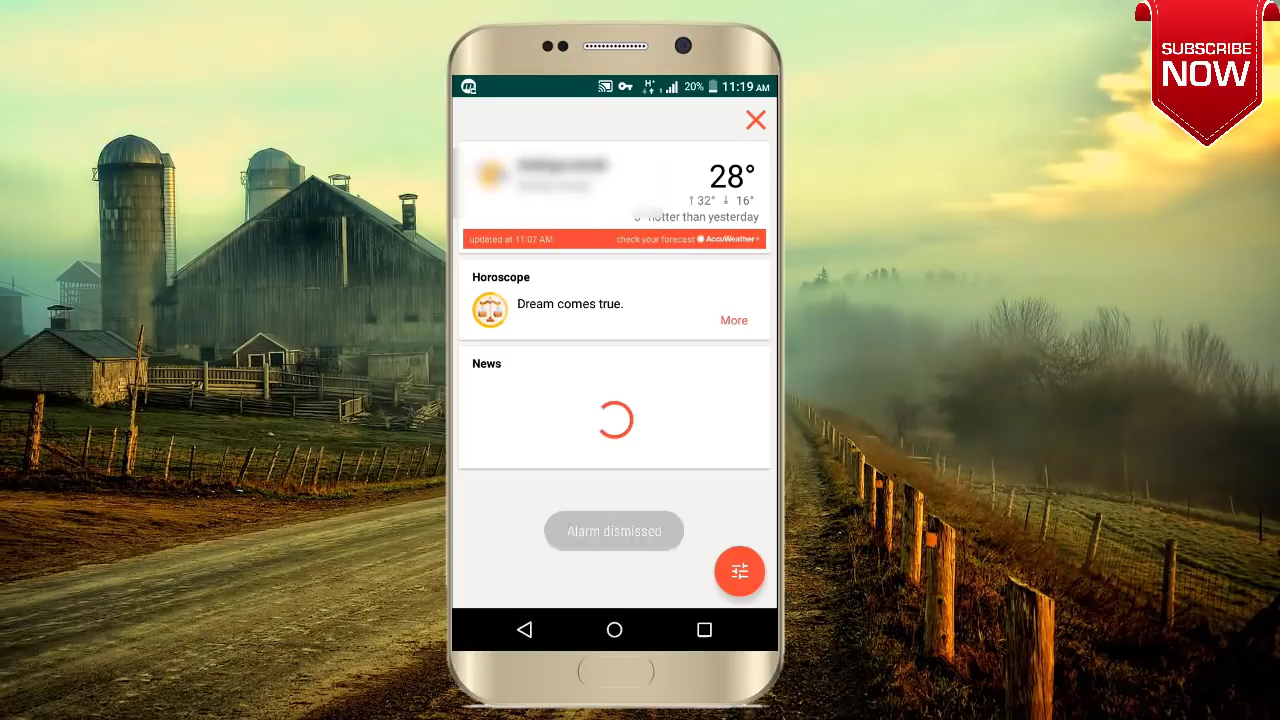 SUBSCRIBE
NOW
H+
1
20%
11:19 AM
28°
32° 16°
hotter than yesterday
updated at 11:07 AM
check your forecast AccuWeather
Horoscope
Dream comes true.
More
News
Alarm dismissed